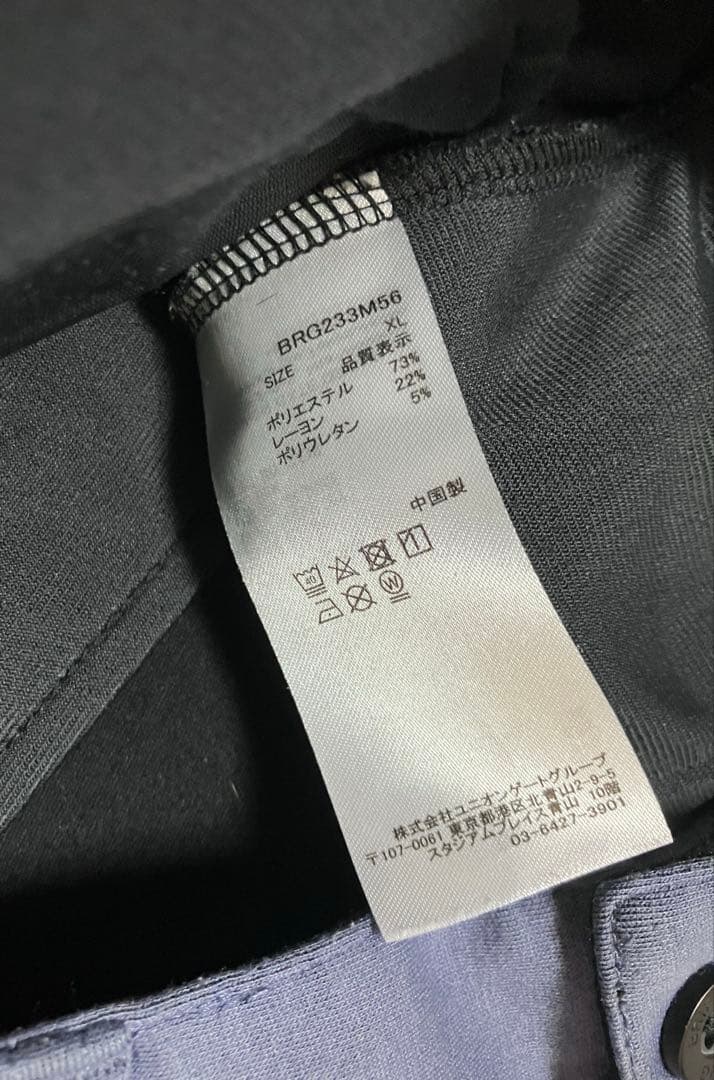 BRG233M56
SIZE XL
品質表示
ポリエステル 73%
レーヨン 22%
ポリウレタン 5%
中国製
40
W
株式会社ユニオンゲートグループ
〒107-0061 東京都港区北青山2-9-5
スタジアムプレイス青山 10階
03-6427-3901